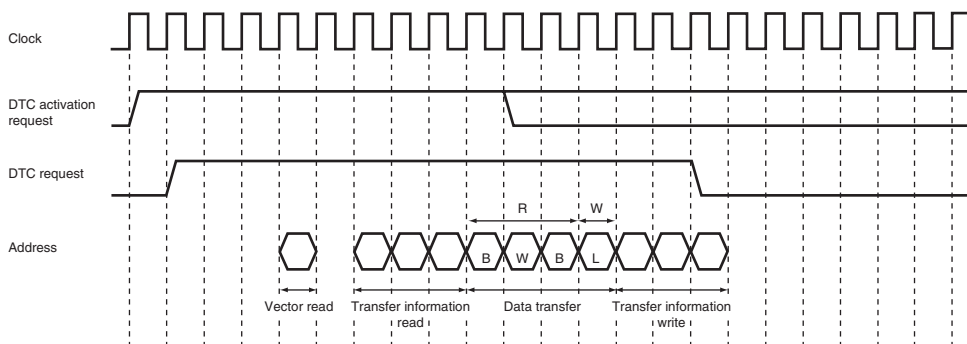 Clock
DTC activation
request
DTC request
R
W
Address
B
W
B
L
Vector read
Transfer information
read
Data transfer
Transfer information
write